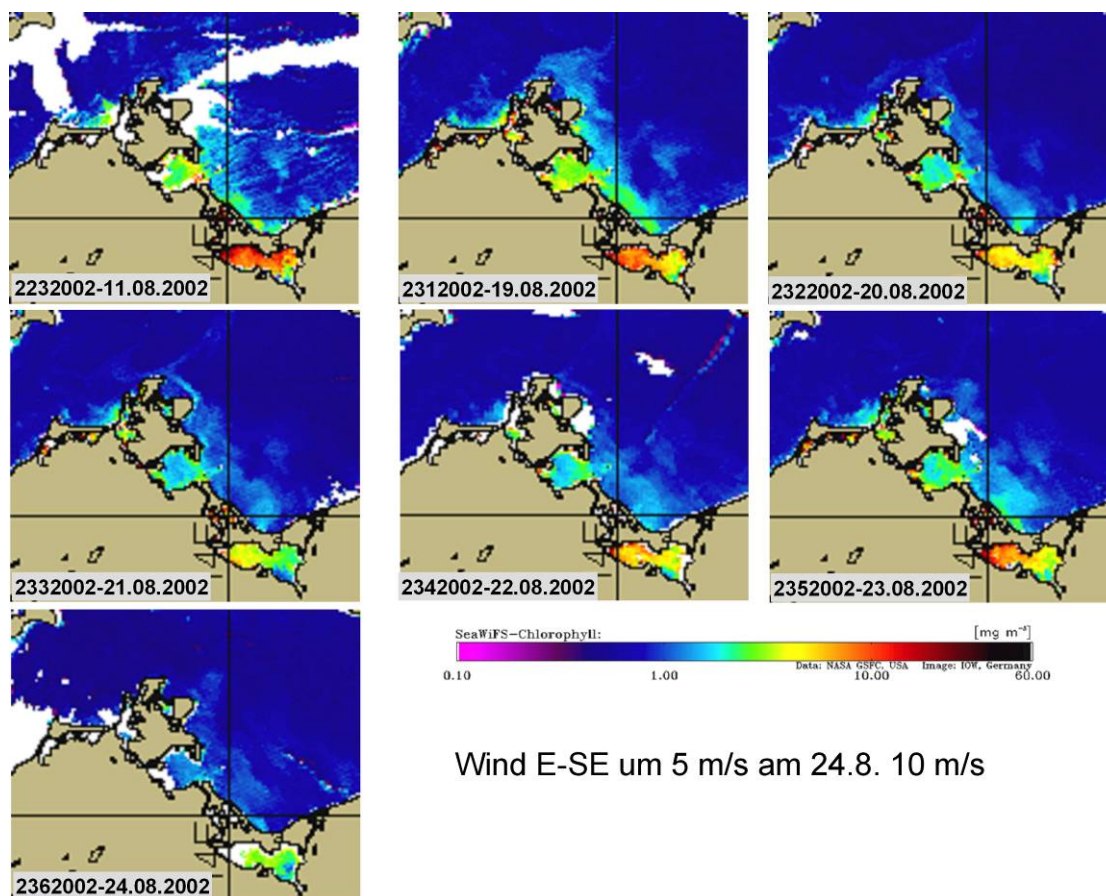 2232002-11.08.2002
2312002-19.08.2002
2322002-20.08.2002
2332002-21.08.2002
2342002-22.08.2002
2352002-23.08.2002
2362002-24.08.2002
SeaWiFS-Chlorophyll:
[mg m⁻³]
Data: NASA GSFC, USA Image: IOW, Germany
0.10 1.00 10.00 60.00
Wind E-SE um 5 m/s am 24.8. 10 m/s